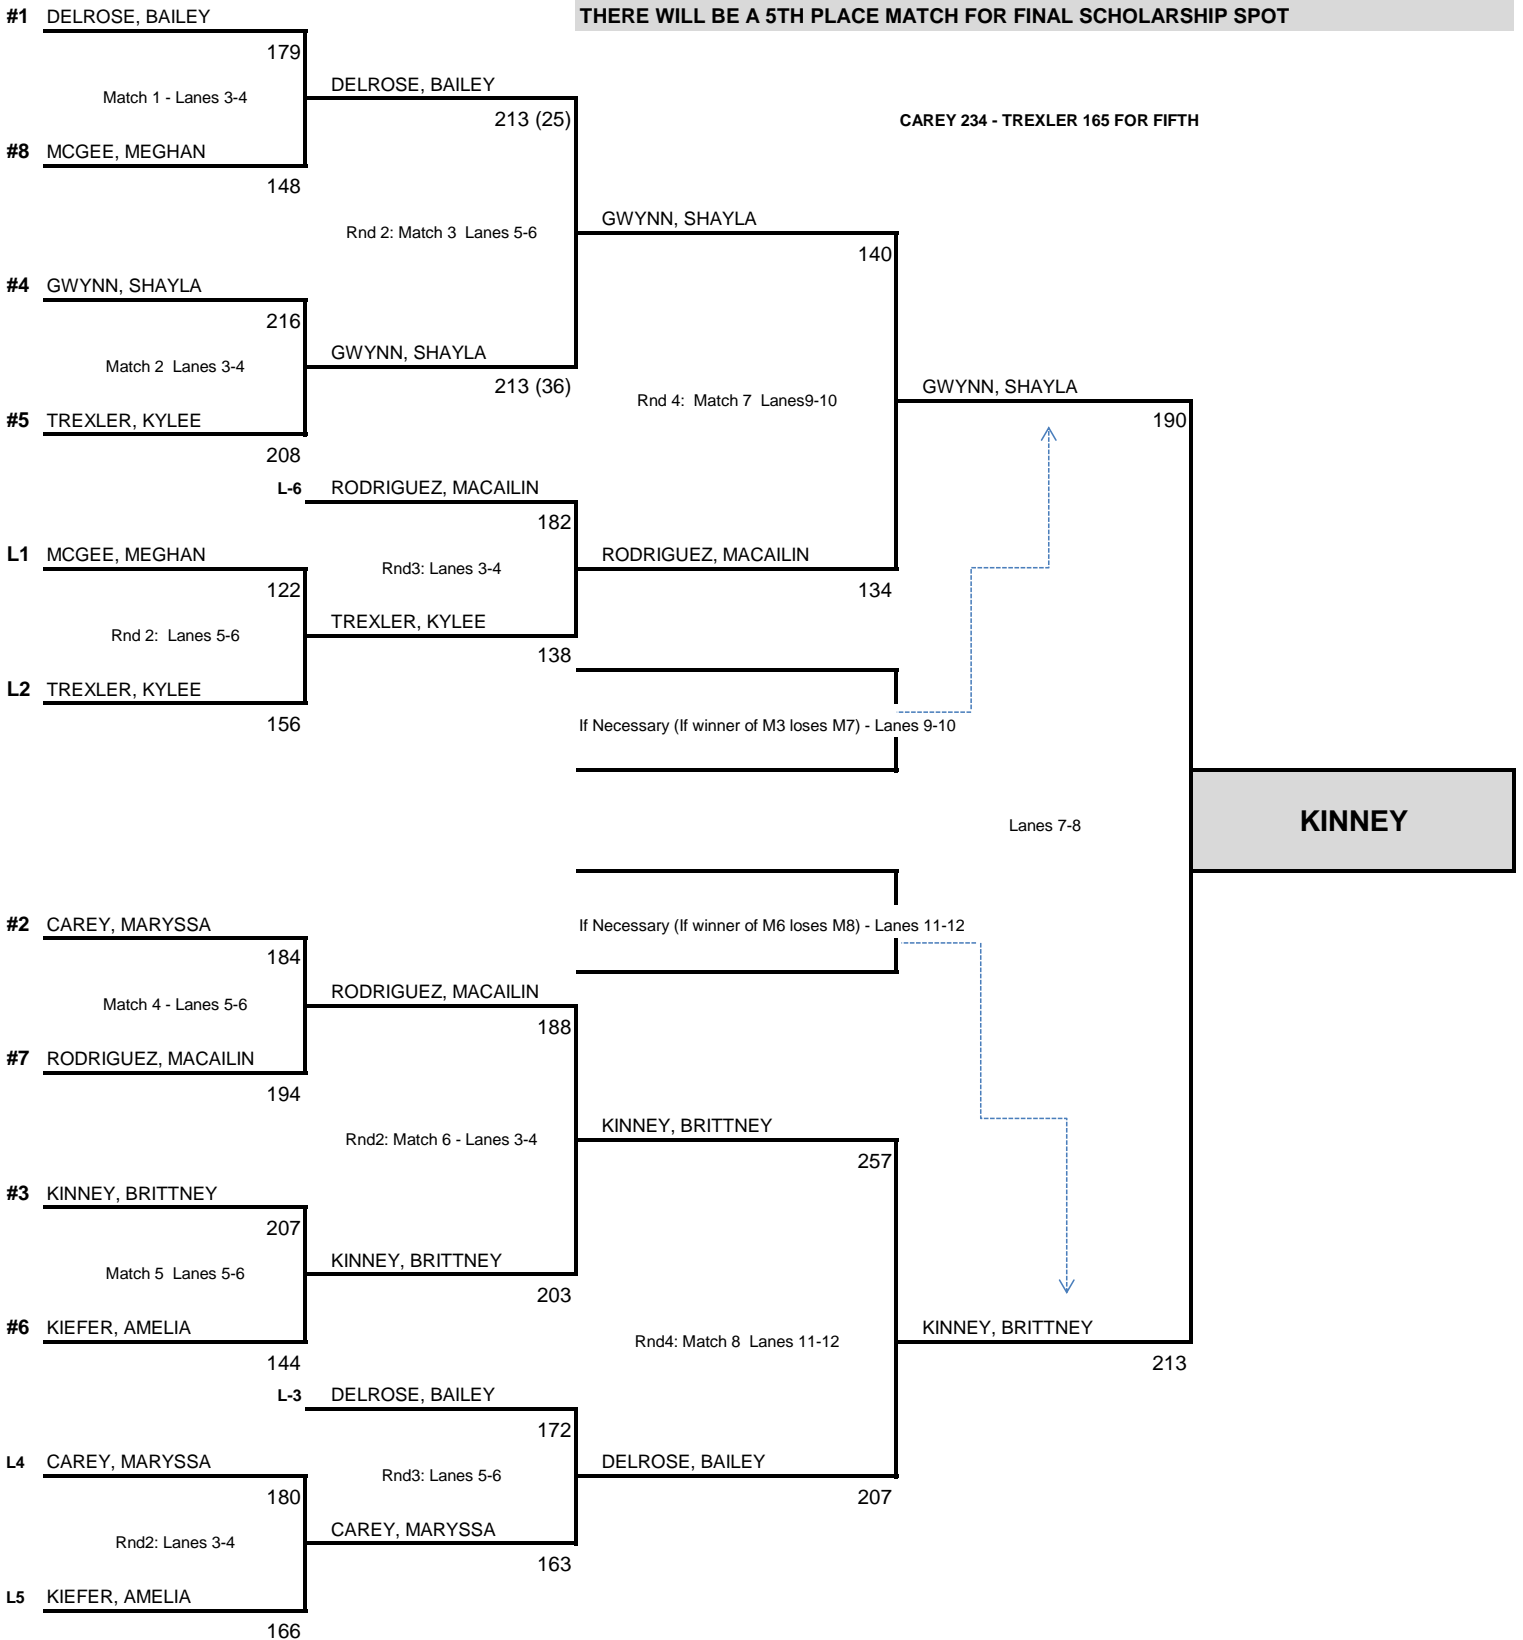 #1 DELROSE, BAILEY
THERE WILL BE A 5TH PLACE MATCH FOR FINAL SCHOLARSHIP SPOT
179
DELROSE, BAILEY
Match 1 - Lanes 3-4
213 (25)
CAREY 234 - TREXLER 165 FOR FIFTH
#8 MCGEE, MEGHAN
148
GWYNN, SHAYLA
Rnd 2: Match 3 Lanes 5-6
140
#4 GWYNN, SHAYLA
216
GWYNN, SHAYLA
Match 2 Lanes 3-4
213 (36)
GWYNN, SHAYLA
Rnd 4: Match 7 Lanes9-10
#5 TREXLER, KYLEE
190
208
L-6 RODRIGUEZ, MACAILIN
182
L1 MCGEE, MEGHAN
RODRIGUEZ, MACAILIN
Rnd3: Lanes 3-4
122
134
TREXLER, KYLEE
Rnd 2: Lanes 5-6
138
L2 TREXLER, KYLEE
156
If Necessary (If winner of M3 loses M7) - Lanes 9-10
Lanes 7-8
KINNEY
#2 CAREY, MARYSSA
If Necessary (If winner of M6 loses M8) - Lanes 11-12
184
RODRIGUEZ, MACAILIN
Match 4 - Lanes 5-6
188
#7 RODRIGUEZ, MACAILIN
194
KINNEY, BRITTNEY
Rnd2: Match 6 - Lanes 3-4
257
#3 KINNEY, BRITTNEY
207
KINNEY, BRITTNEY
Match 5 Lanes 5-6
203
#6 KIEFER, AMELIA
KINNEY, BRITTNEY
Rnd4: Match 8 Lanes 11-12
144
213
L-3 DELROSE, BAILEY
172
L4 CAREY, MARYSSA
DELROSE, BAILEY
Rnd3: Lanes 5-6
180
207
CAREY, MARYSSA
Rnd2: Lanes 3-4
163
L5 KIEFER, AMELIA
166